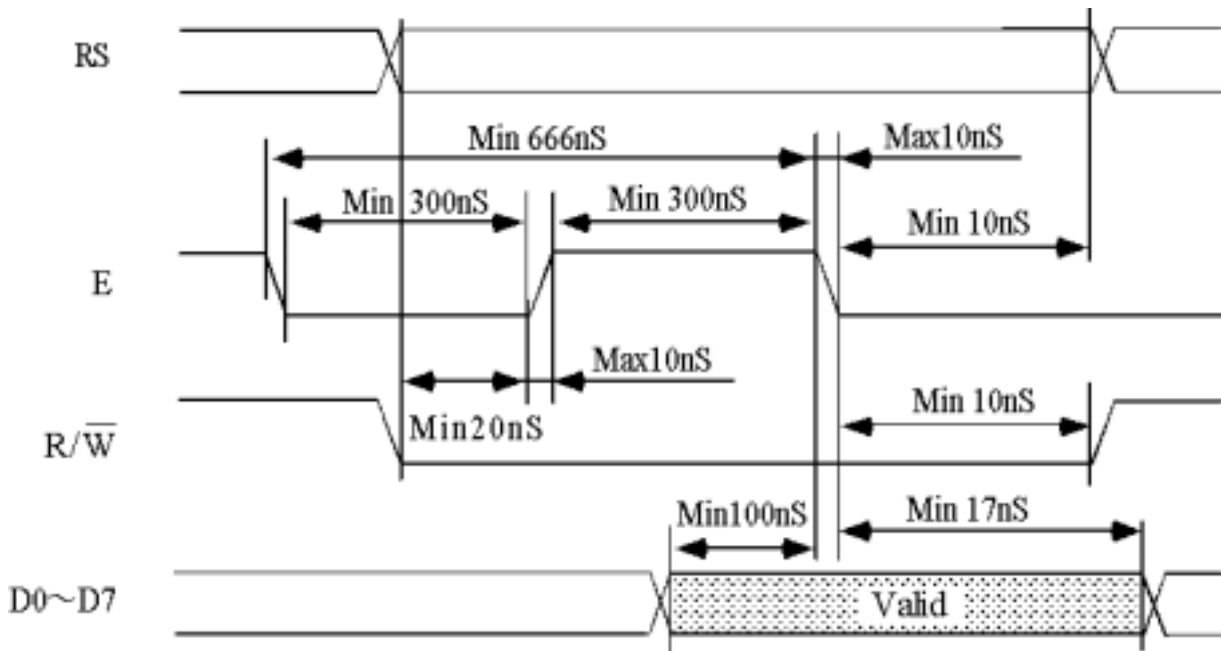 RS
Min 666nS
Max10nS
Min 300nS
Min 300nS
Min 10nS
E
Max10nS
Min20nS
Min 10nS
R/W̅
Min100nS
Min 17nS
D0～D7
Valid